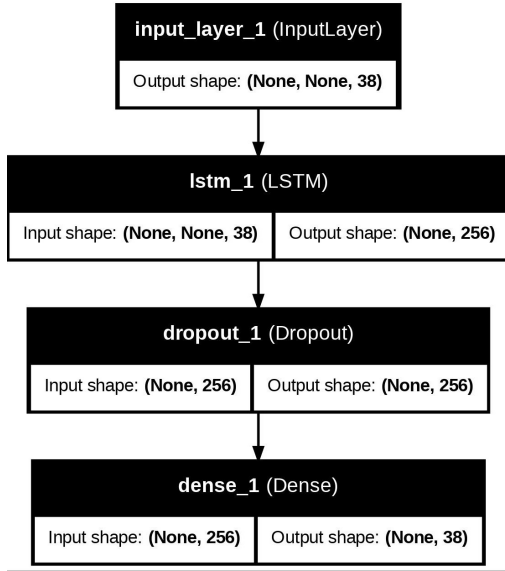 input_layer_1 (InputLayer)
Output shape: (None, None, 38)
lstm_1 (LSTM)
Input shape: (None, None, 38) Output shape: (None, 256)
dropout_1 (Dropout)
Input shape: (None, 256) Output shape: (None, 256)
dense_1 (Dense)
Input shape: (None, 256) Output shape: (None, 38)